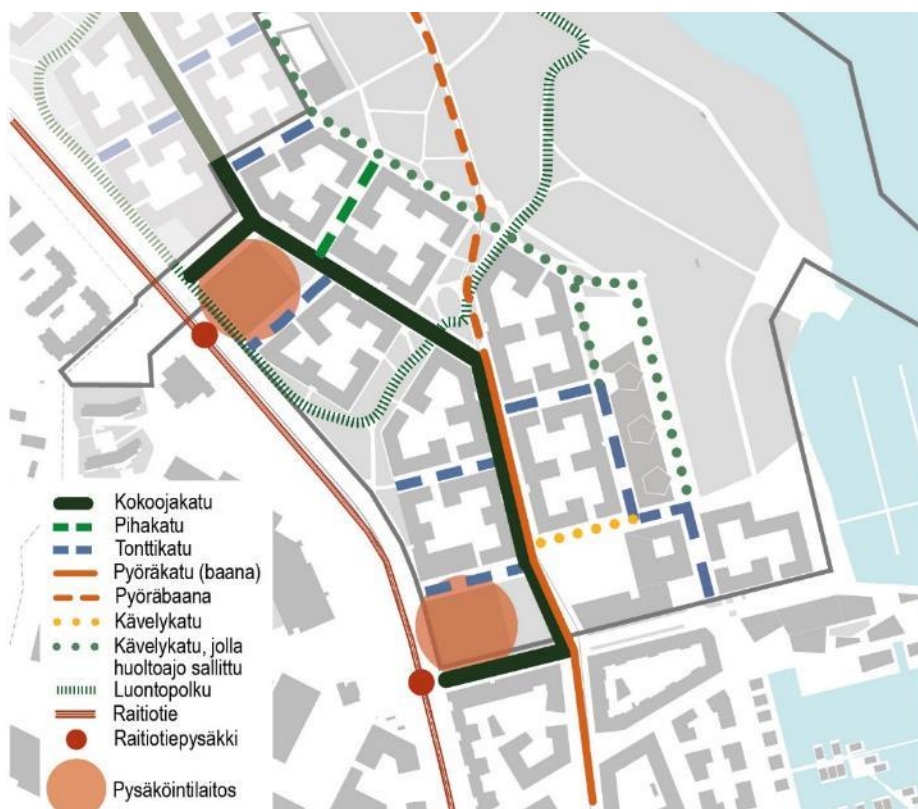 Kokoojakatu
Pihakatu
Tonttikatu
Pyöräkatu (baana)
Pyöräbaana
Kävelykatu
Kävelykatu, jolla
huoltoajo sallittu
Luontopolku
Raitiotie
Raitiotiepysäkki
Pysäköintilaitos